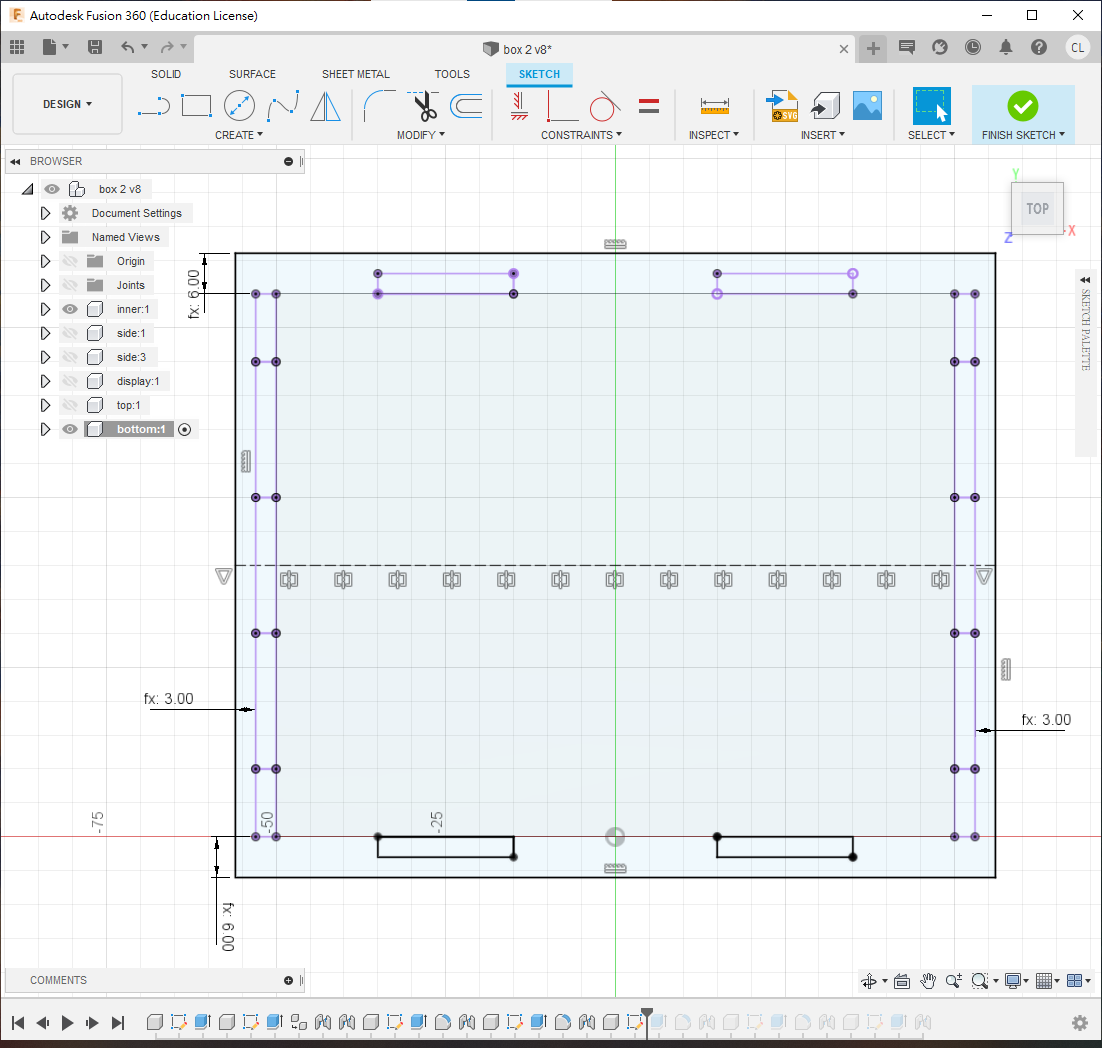 Autodesk Fusion 360 (Education License)
box 2 v8*
CL
DESIGN
SOLID
SURFACE
SHEET METAL
TOOLS
SKETCH
SVG
CREATE
MODIFY
CONSTRAINTS
INSPECT
INSERT
SELECT
FINISH SKETCH
BROWSER
box 2 v8
Document Settings
Named Views
Origin
Joints
inner:1
side:1
side:3
display:1
top:1
bottom:1
Y
TOP
X
Z
SKETCH PALETTE
fx: 6.00
fx: 3.00
fx: 3.00
-75
-50
-25
fx: 6.00
COMMENTS